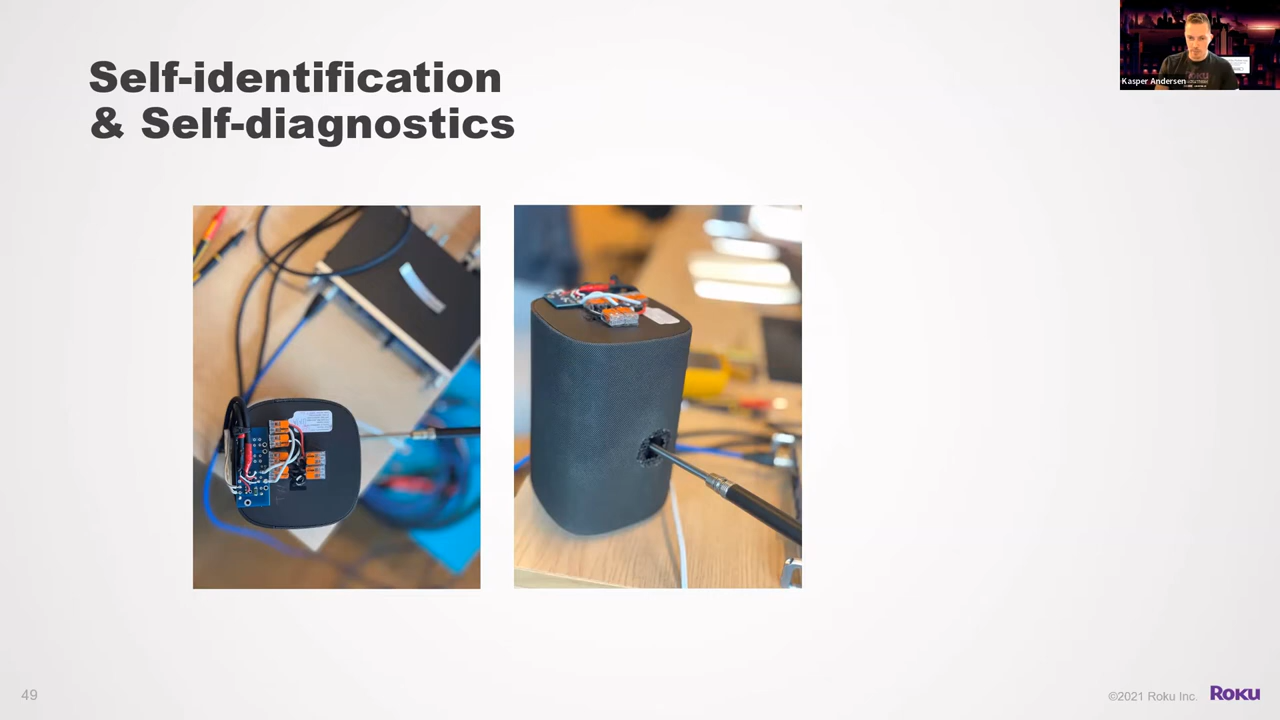 Self-identification
& Self-diagnostics
Kasper Andersen
49
©2021 Roku Inc.
Roku